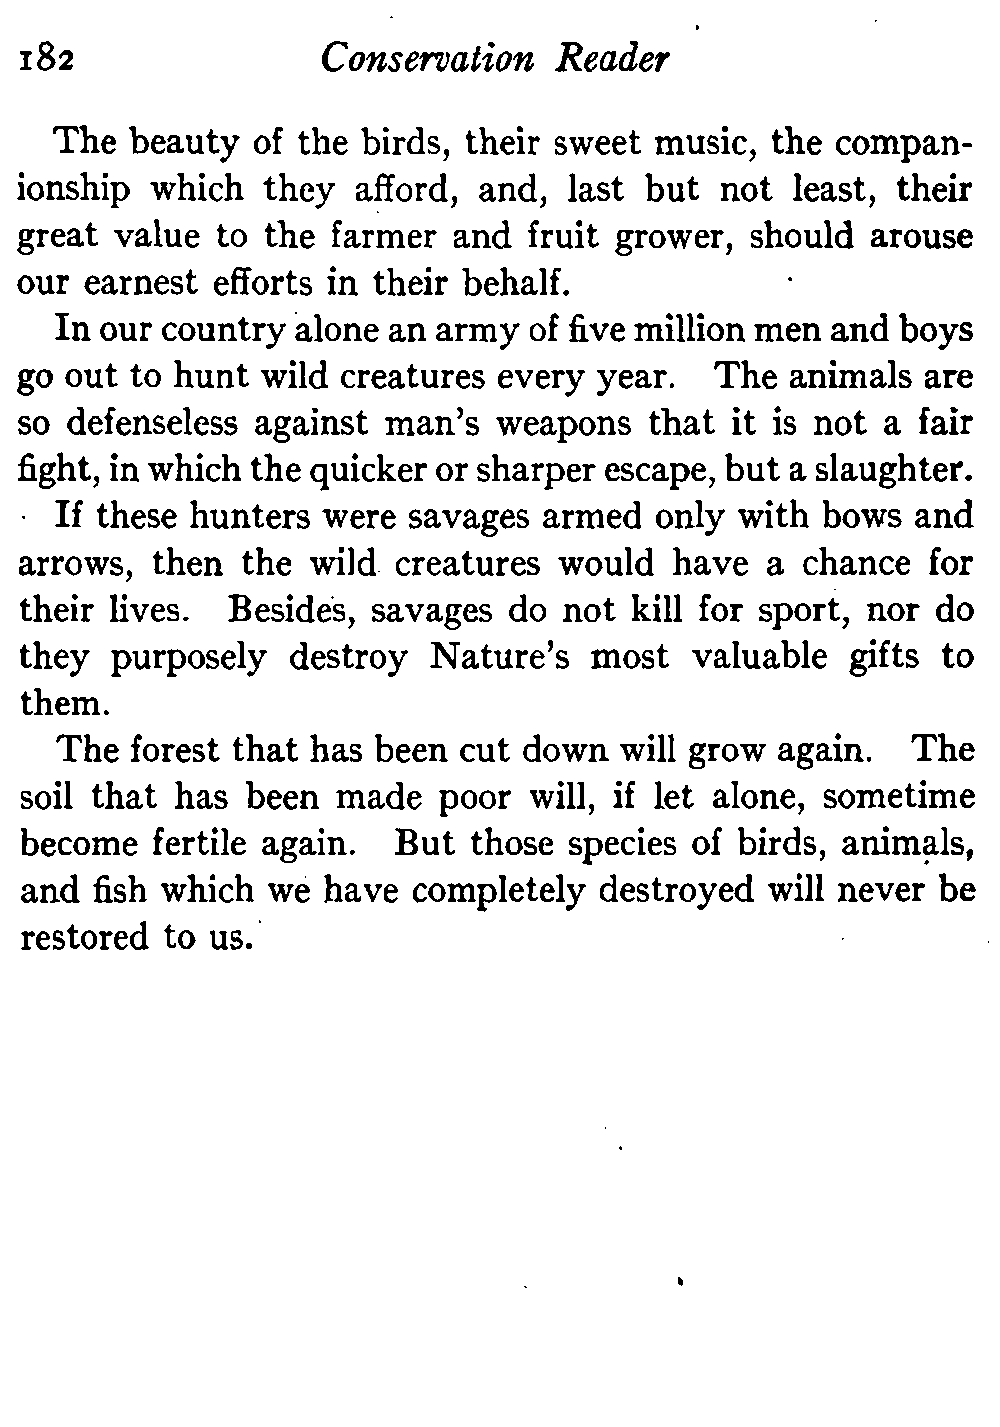 182 Conservation Reader
The beauty of the birds, their sweet music, the compan-
ionship which they afford, and, last but not least, their
great value to the farmer and fruit grower, should arouse
our earnest efforts in their behalf.
In our country alone an army of five million men and boys
go out to hunt wild creatures every year. The animals are
so defenseless against man's weapons that it is not a fair
fight, in which the quicker or sharper escape, but a slaughter.
If these hunters were savages armed only with bows and
arrows, then the wild creatures would have a chance for
their lives. Besides, savages do not kill for sport, nor do
they purposely destroy Nature's most valuable gifts to
them.
The forest that has been cut down will grow again. The
soil that has been made poor will, if let alone, sometime
become fertile again. But those species of birds, animals,
and fish which we have completely destroyed will never be
restored to us.